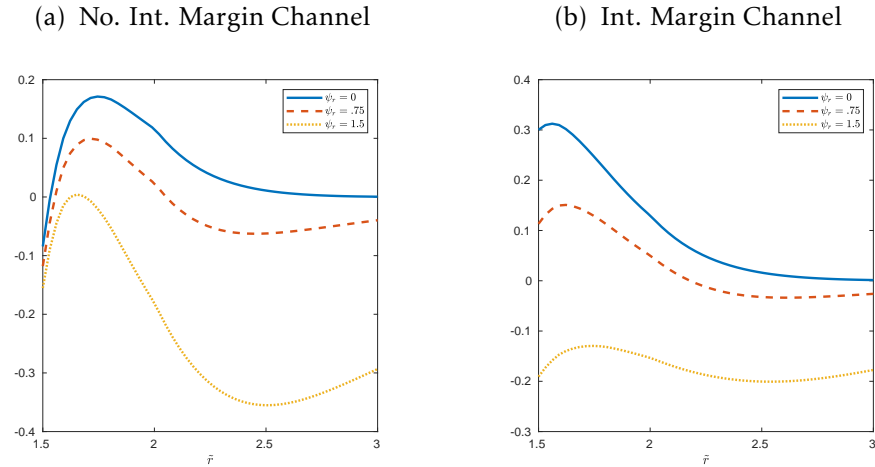 (a) No. Int. Margin Channel
0.2
0.1
0
-0.1
-0.2
-0.3
-0.4
1.5
2
2.5
3
r̃
ψr = 0
ψr = .75
ψr = 1.5
(b) Int. Margin Channel
0.4
0.3
0.2
0.1
0
-0.1
-0.2
-0.3
1.5
2
2.5
3
r̃
ψr = 0
ψr = .75
ψr = 1.5